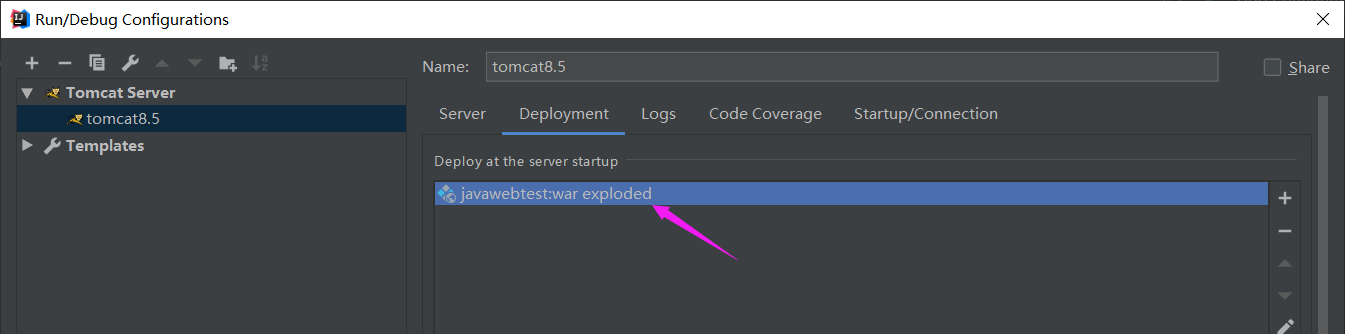 Run/Debug Configurations
Name: tomcat8.5
Share
Tomcat Server
tomcat8.5
Templates
Server Deployment Logs Code Coverage Startup/Connection
Deploy at the server startup
javawebtest:war exploded